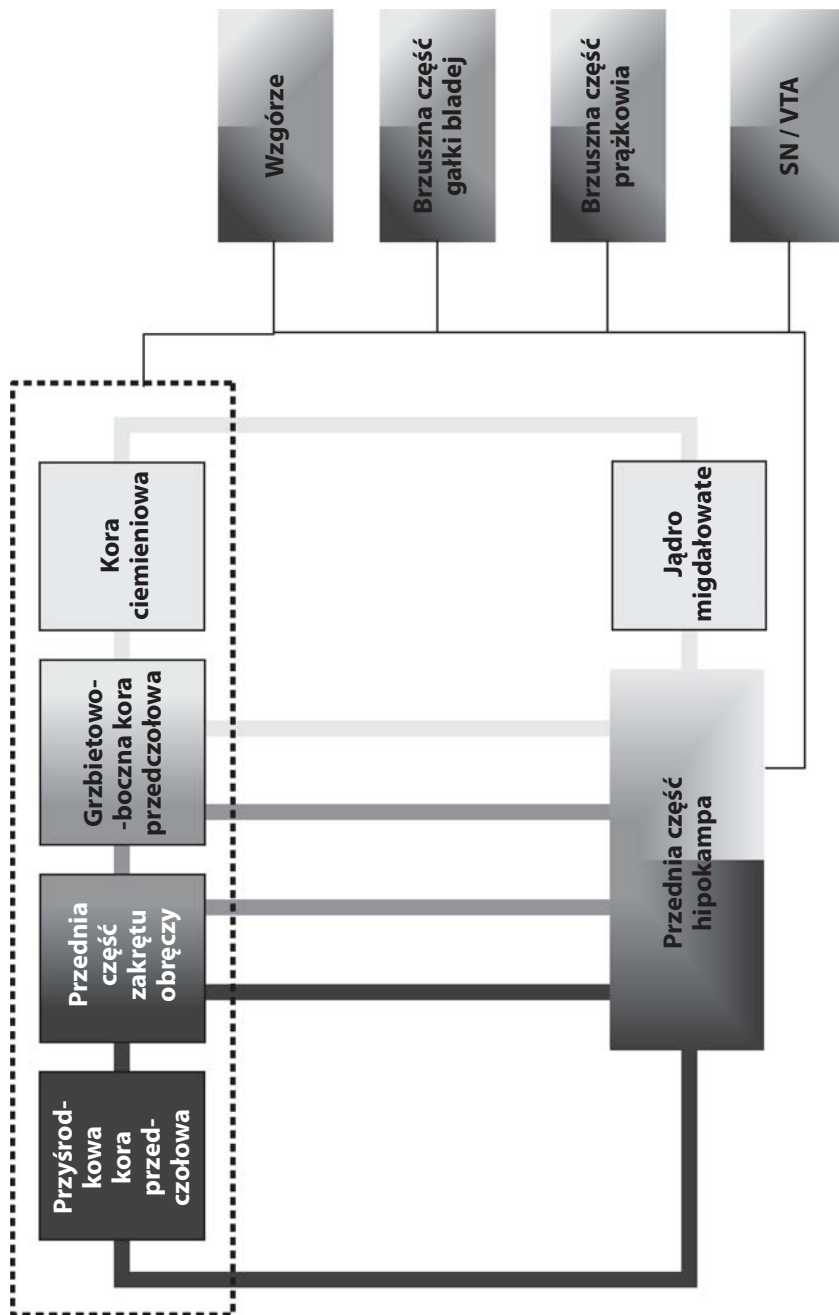 Przyśrod-
kowa
kora
przed-
czołowa
Przednia
część
zakrętu
obręczy
Grzbietowo-
-boczna kora
przedczołowa
Kora
ciemieniowa
Przednia część
hipokampa
Jądro
migdałowate
Wzgórze
Brzuszna część
gałki bladej
Brzuszna część
prążkowia
SN / VTA